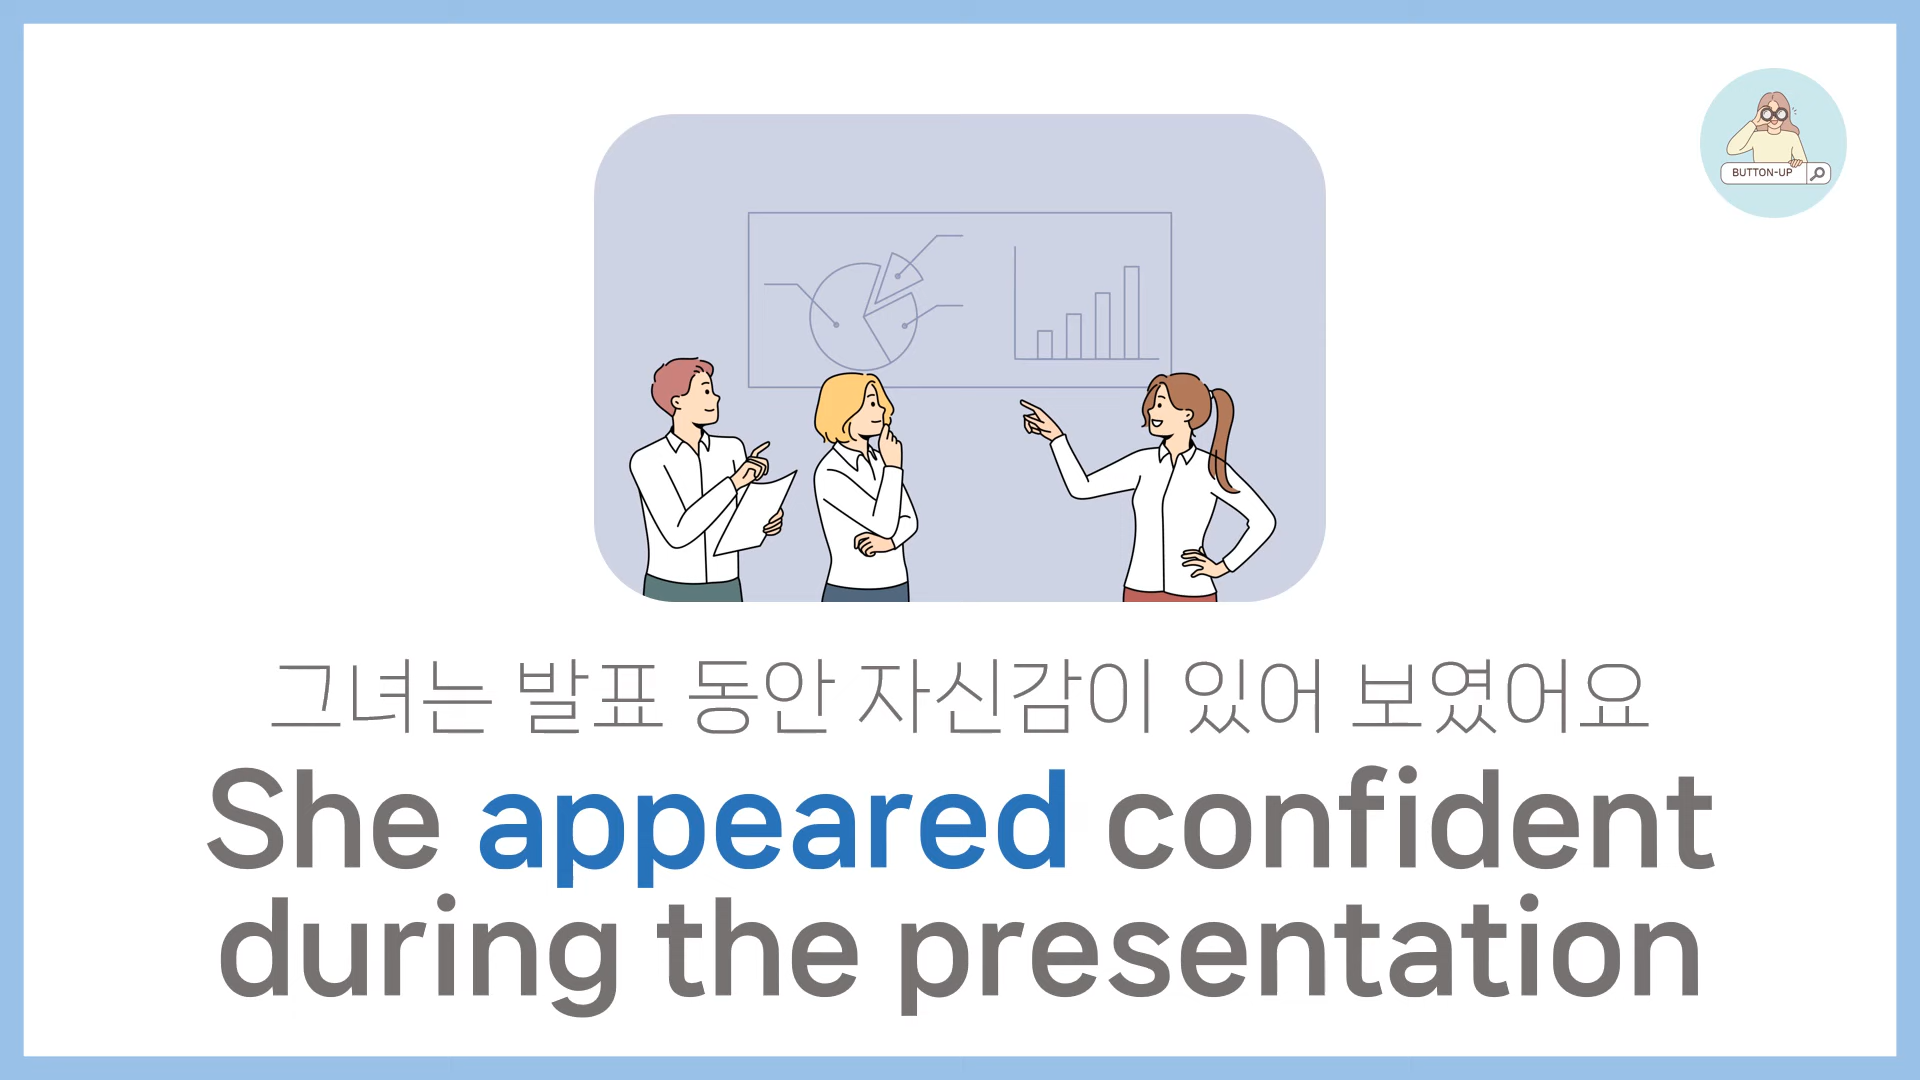 BUTTON-UP
그녀는 발표 동안 자신감이 있어 보였어요
She appeared confident
during the presentation